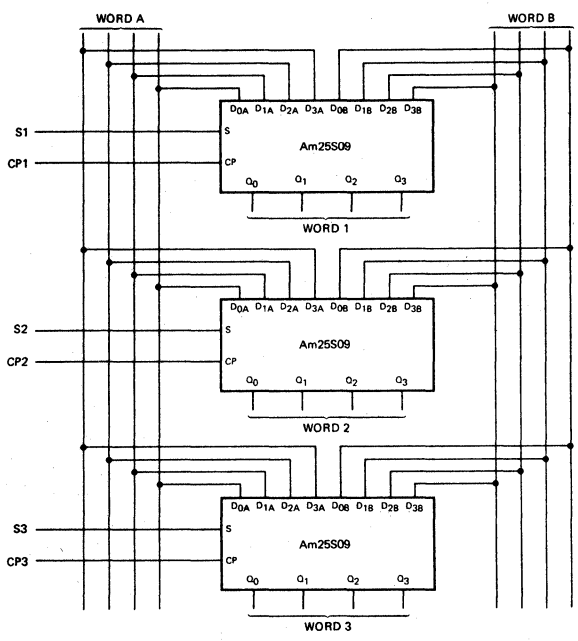 WORD A WORD B
D0A D1A D2A D3A D0B D1B D2B D3B
S1 S
Am25S09
CP1 CP
Q0 Q1 Q2 Q3
WORD 1
D0A D1A D2A D3A D0B D1B D2B D3B
S2 S
Am25S09
CP2 CP
Q0 Q1 Q2 Q3
WORD 2
D0A D1A D2A D3A D0B D1B D2B D3B
S3 S
Am25S09
CP3 CP
Q0 Q1 Q2 Q3
WORD 3